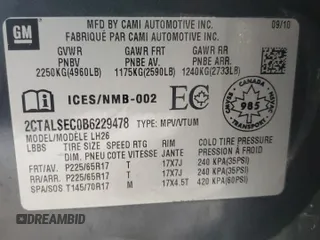 GM
MFD BY CAMI AUTOMOTIVE INC. 09/10
FABRIQUÉ PAR CAMI AUTOMOTIVE INC.
GVWR GAWR FRT GAWR RR
PNBV PNBE AVT. PNBE ARR.
2250KG(4960LB) 1175KG(2590LB) 1240KG(2733LB)
ICES/NMB-002 EC
CANADA
985
2CTALSEC0B6229478 TYPE: MPV/VTUM
MODEL/MODÈLE LH26
LBBS TIRE SIZE SPEED RTG RIM COLD TIRE PRESSURE
DIM PNEU COTE VITESSE JANTE PRESSION À FROID
FRT/AV. P225/65R17 T 17X7J 240 KPA(35PSI)
RR/ARR. P225/65R17 T 17X7J 240 KPA(35PSI)
SPA/SOS T145/70R17 M 17X4.5T 420 KPA(60PSI)
DREAMBID